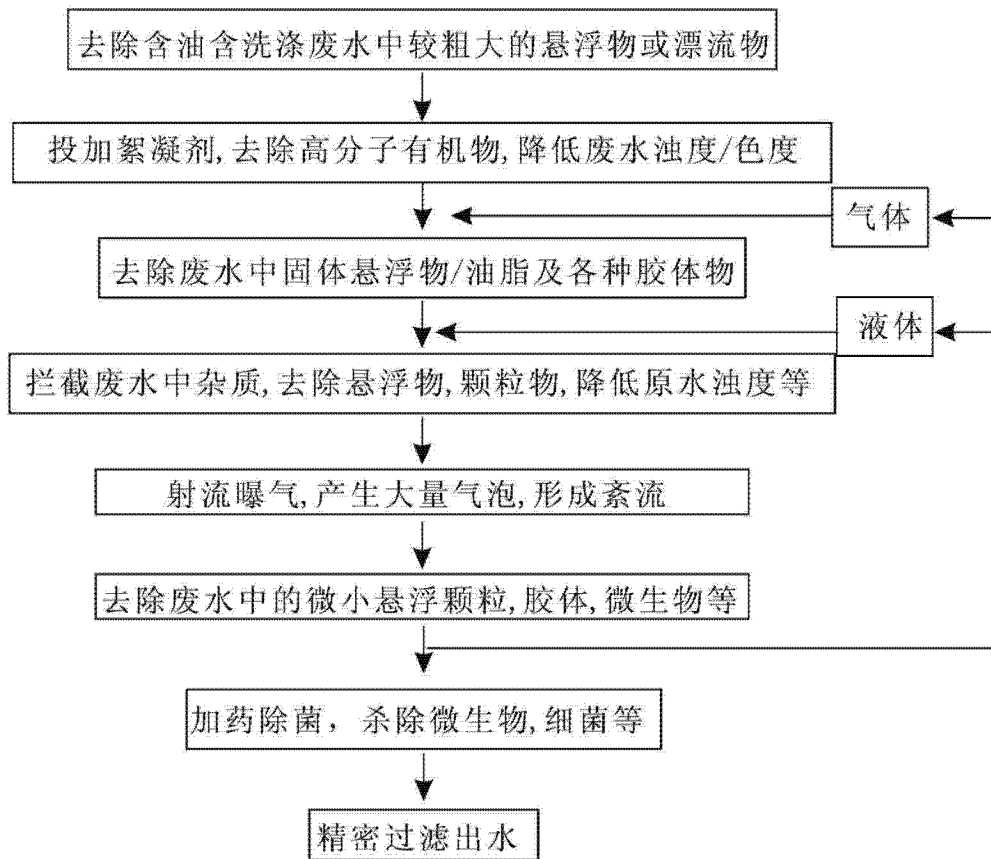 去除含油含洗涤废水中较粗大的悬浮物或漂流物
投加絮凝剂,去除高分子有机物,降低废水浊度/色度
气体
去除废水中固体悬浮物/油脂及各种胶体物
液体
拦截废水中杂质,去除悬浮物,颗粒物,降低原水浊度等
射流曝气,产生大量气泡,形成紊流
去除废水中的微小悬浮颗粒,胶体,微生物等
加药除菌，杀除微生物,细菌等
精密过滤出水